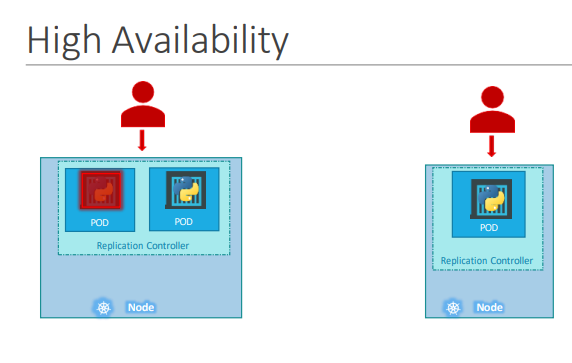 High Availability
POD
POD
Replication Controller
Node
POD
Replication Controller
Node